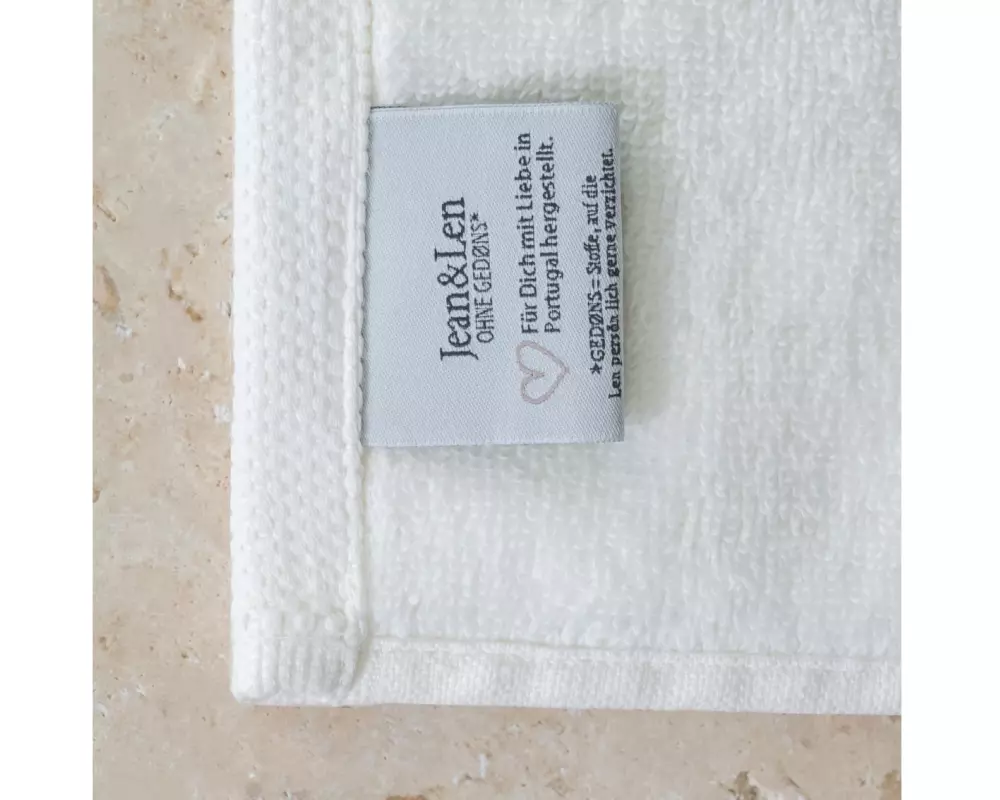 Jean&Len
OHNE GEDØNS*
Für Dich mit Liebe in
Portugal hergestellt.
*GEDØNS = Stoffe, auf die
Len persönlich gerne verzichtet.